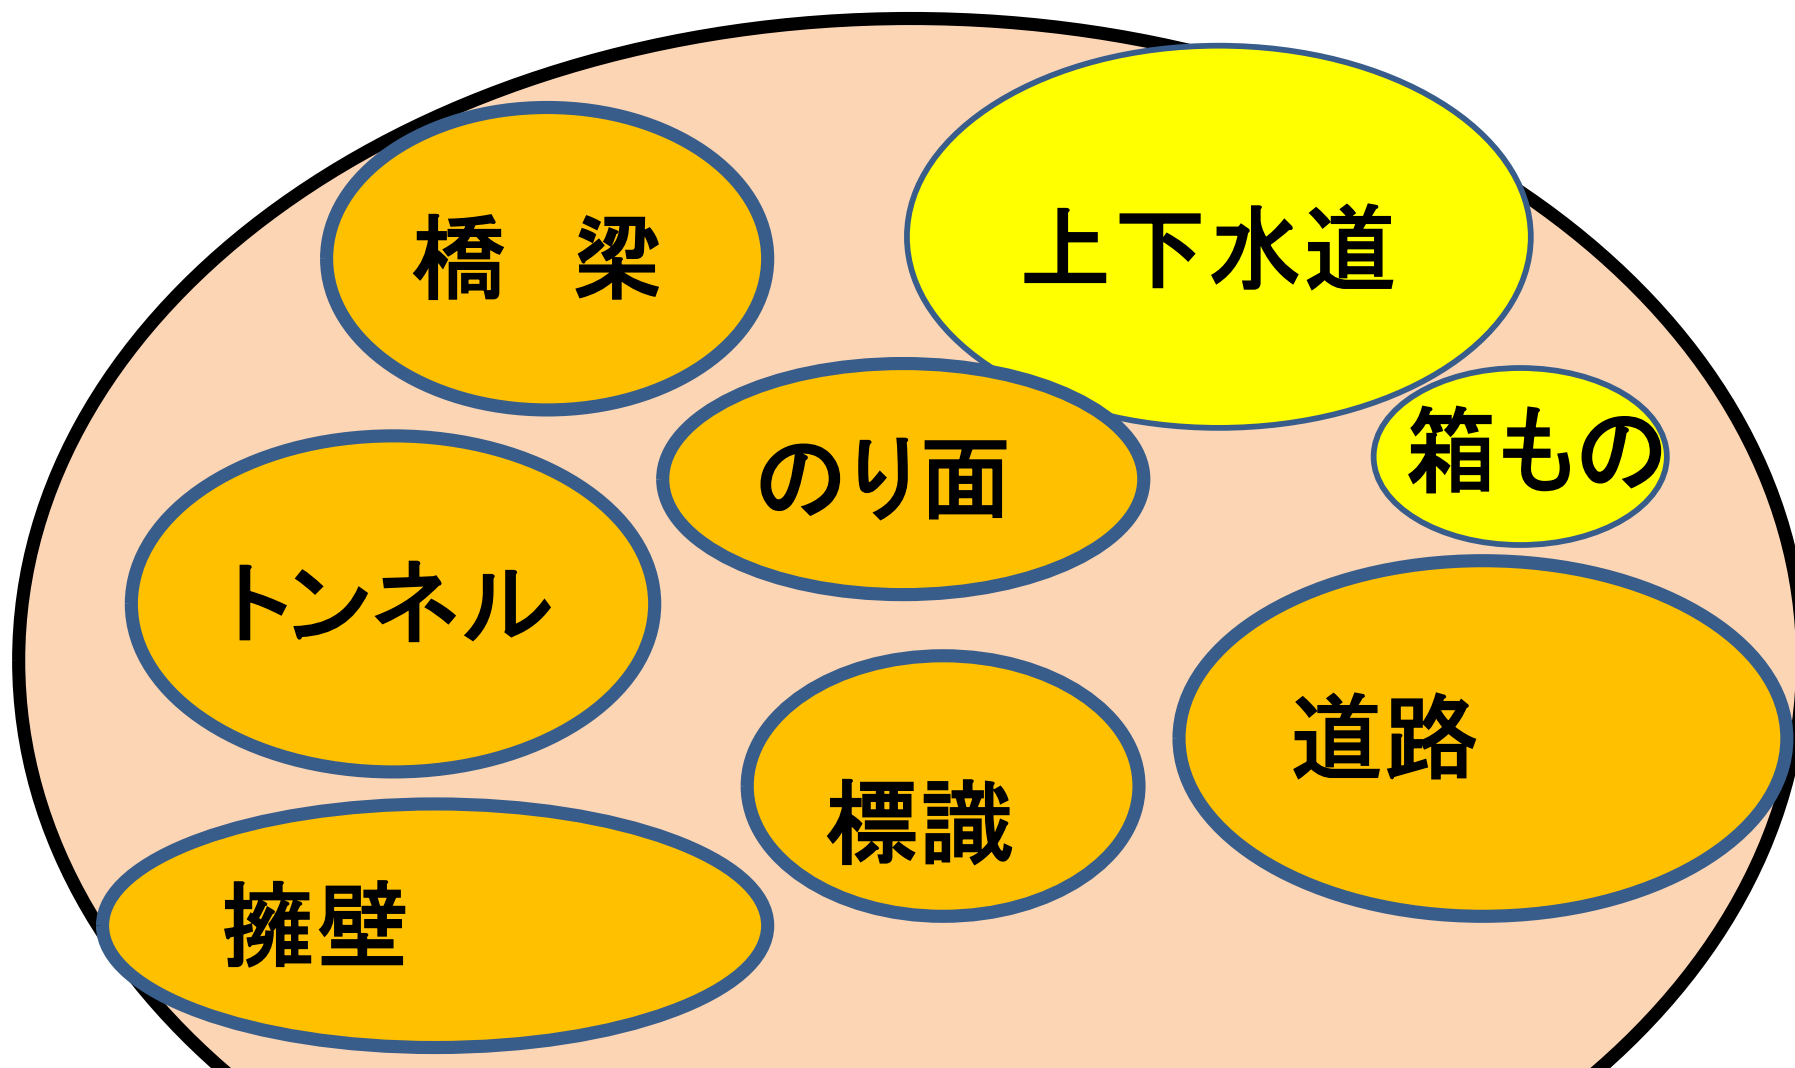 橋　梁
上下水道
のり面
箱もの
トンネル
道路
標識
擁壁